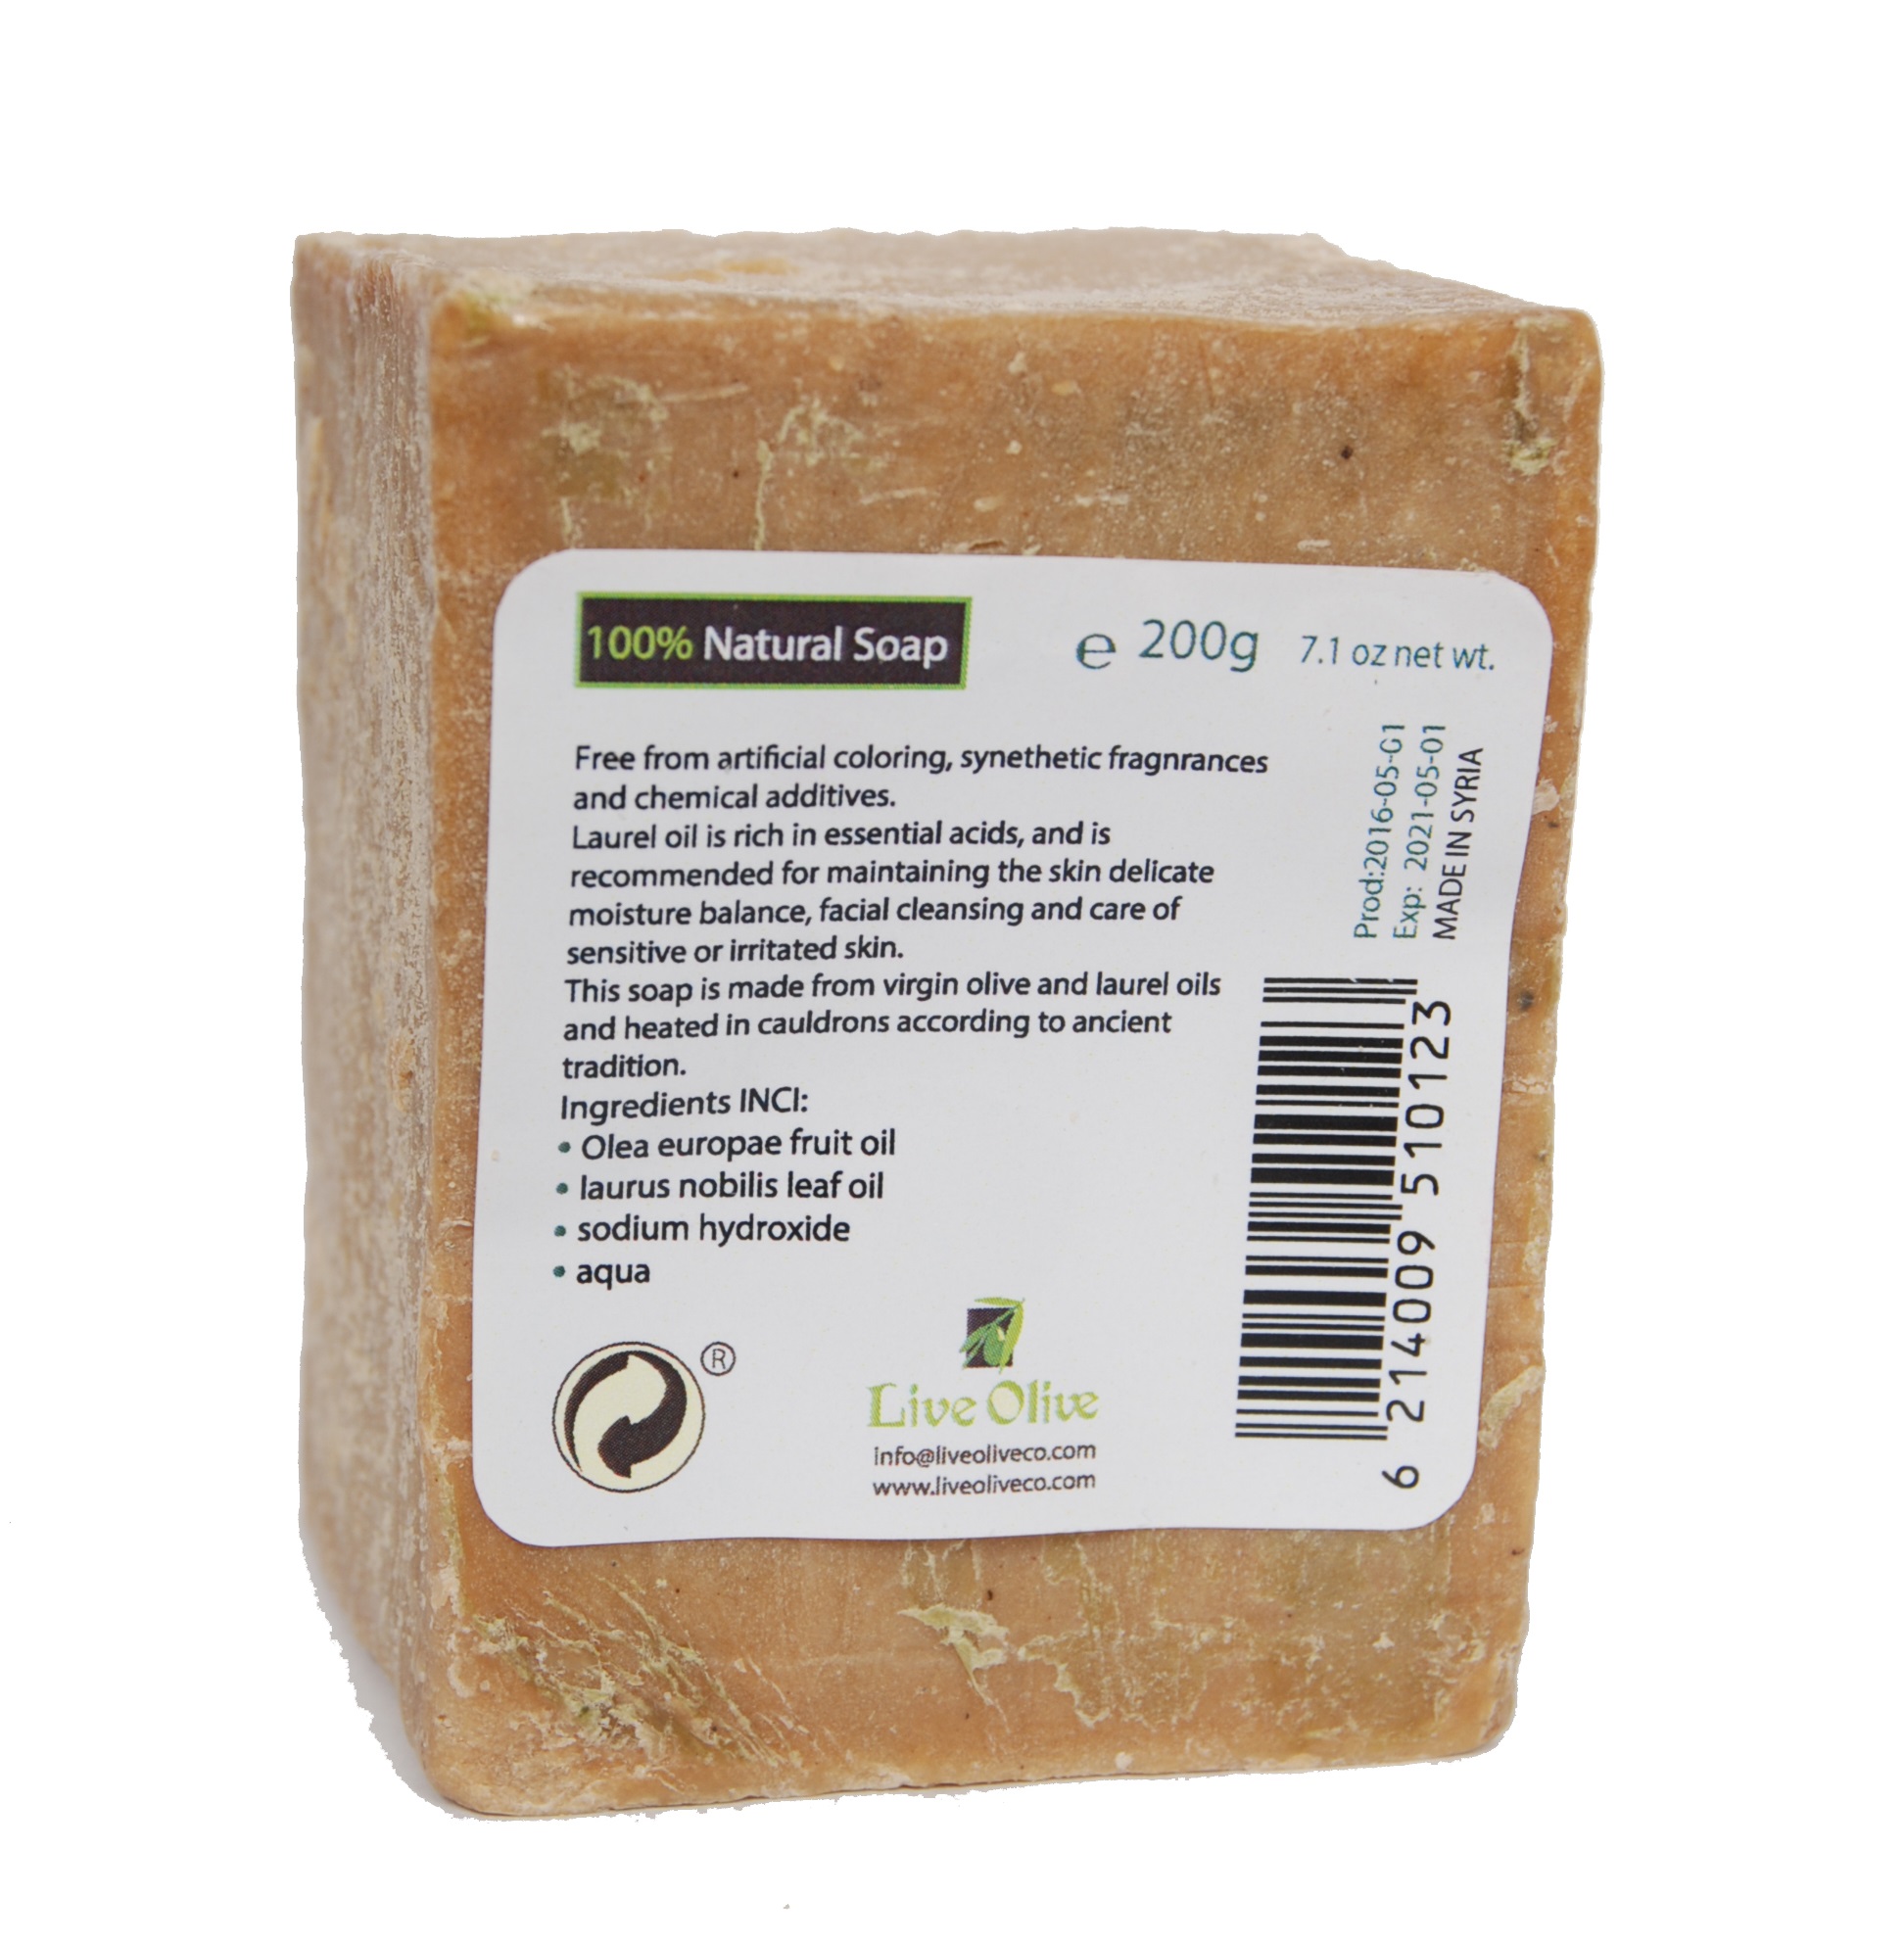 100% Natural Soap
e 200g 7.1 oz net wt.
Free from artificial coloring, synethetic fragnrances
and chemical additives.
Laurel oil is rich in essential acids, and is
recommended for maintaining the skin delicate
moisture balance, facial cleansing and care of
sensitive or irritated skin.
This soap is made from virgin olive and laurel oils
and heated in cauldrons according to ancient
tradition.
Ingredients INCI:
• Olea europae fruit oil
• laurus nobilis leaf oil
• sodium hydroxide
• aqua
®
Live Olive
info@liveoliveco.com
www.liveoliveco.com
Prod:2016-05-01
Exp: 2021-05-01
MADE IN SYRIA
6 214009 510123